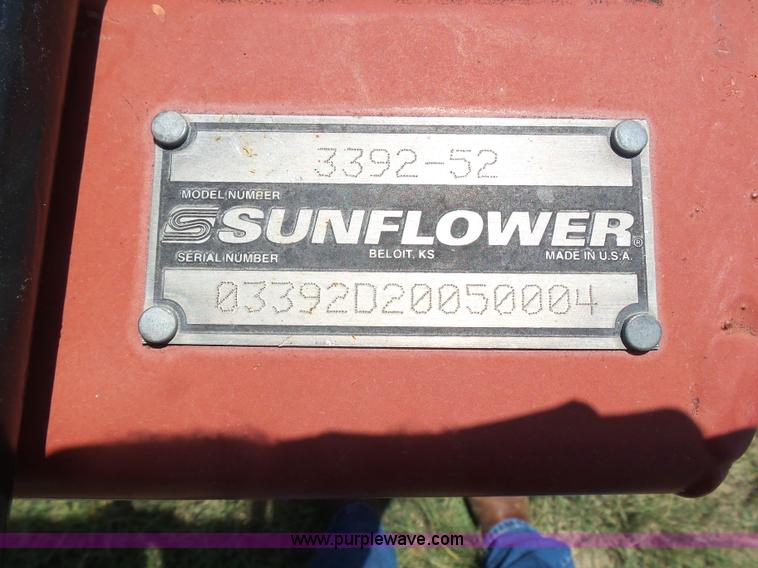 3392-52
MODEL NUMBER
SUNFLOWER®
SERIAL NUMBER BELOIT, KS MADE IN U.S.A.
03392D20050004
www.purplewave.com